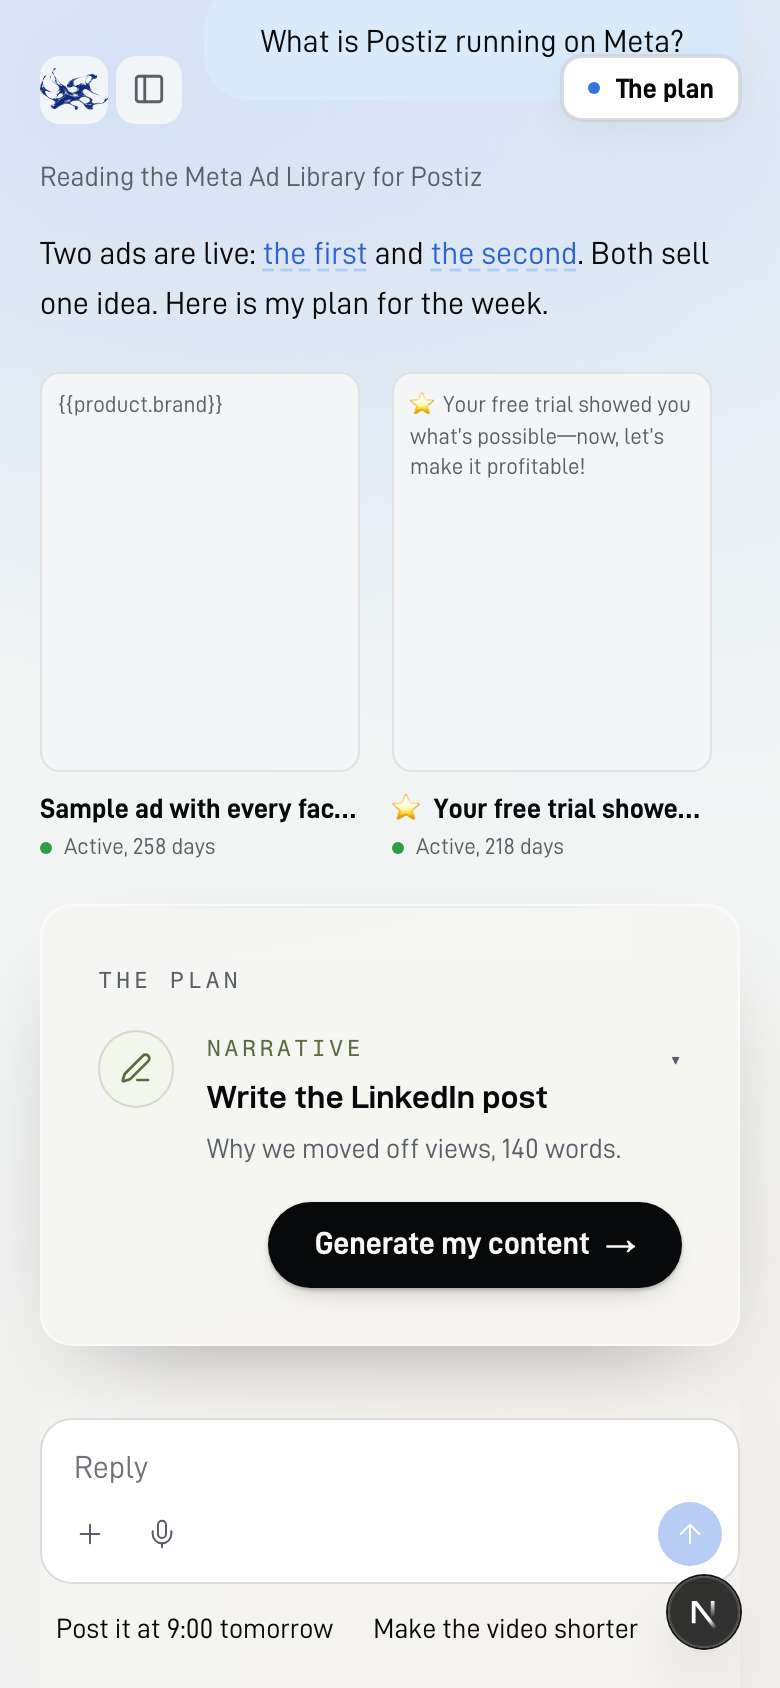 What is Postiz running on Meta?
The plan
Reading the Meta Ad Library for Postiz
Two ads are live: the first and the second. Both sell
one idea. Here is my plan for the week.
{{product.brand}}
⭐ Your free trial showed you
what's possible—now, let's
make it profitable!
Sample ad with every fac...
Active, 258 days
⭐ Your free trial showe...
Active, 218 days
THE PLAN
NARRATIVE
Write the LinkedIn post
Why we moved off views, 140 words.
Generate my content →
Reply
Post it at 9:00 tomorrow
Make the video shorter
N